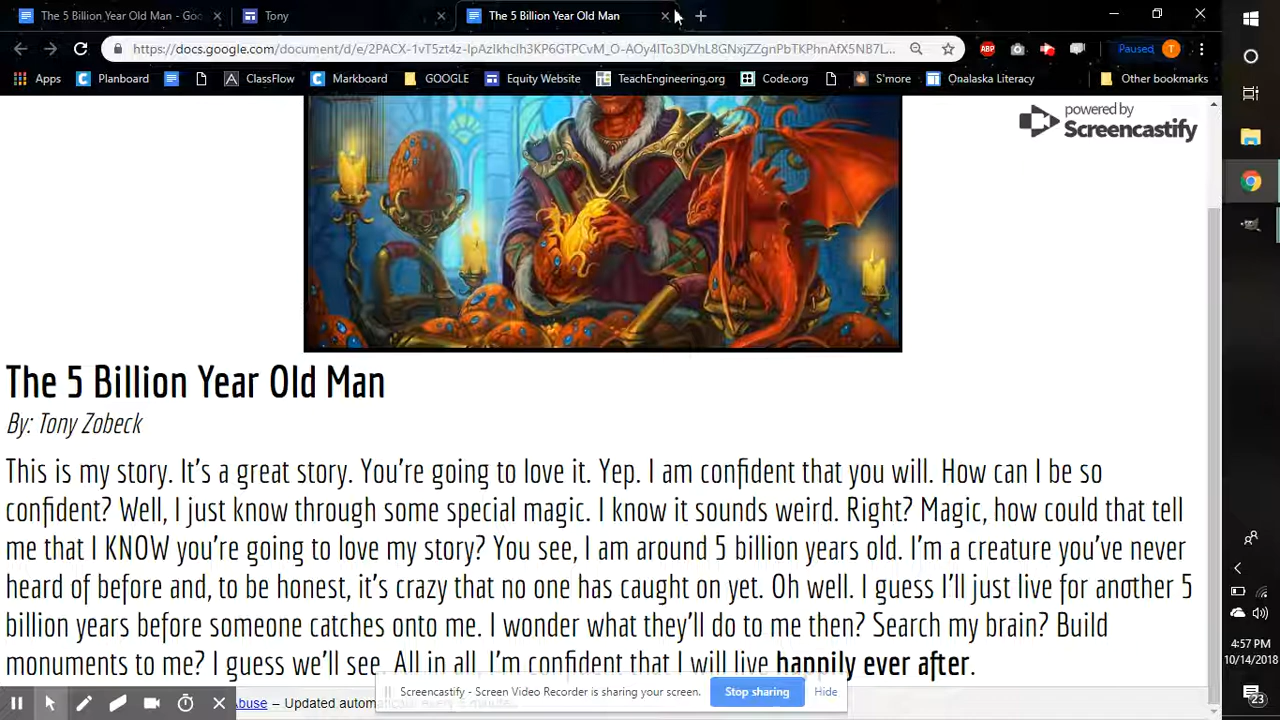 The 5 Billion Year Old Man - Goo
Tony
The 5 Billion Year Old Man
Paused
T
Apps
Planboard
ClassFlow
Markboard
GOOGLE
Equity Website
TeachEngineering.org
Code.org
S'more
Onalaska Literacy
Other bookmarks
powered by
Screencastify
The 5 Billion Year Old Man
By: Tony Zobeck
This is my story. It's a great story. You're going to love it. Yep. I am confident that you will. How can I be so
confident? Well, I just know through some special magic. I know it sounds weird. Right? Magic, how could that tell
me that I KNOW you're going to love my story? You see, I am around 5 billion years old. I'm a creature you've never
heard of before and, to be honest, it's crazy that no one has caught on yet. Oh well. I guess I'll just live for another 5
billion years before someone catches onto me. I wonder what they'll do to me then? Search my brain? Build
monuments to me? I guess we'll see. All in all, I'm confident that I will live happily ever after.
Screencastify - Screen Video Recorder is sharing your screen.
Stop sharing
Hide
Abuse – Updated
4:57 PM
10/14/2018
23